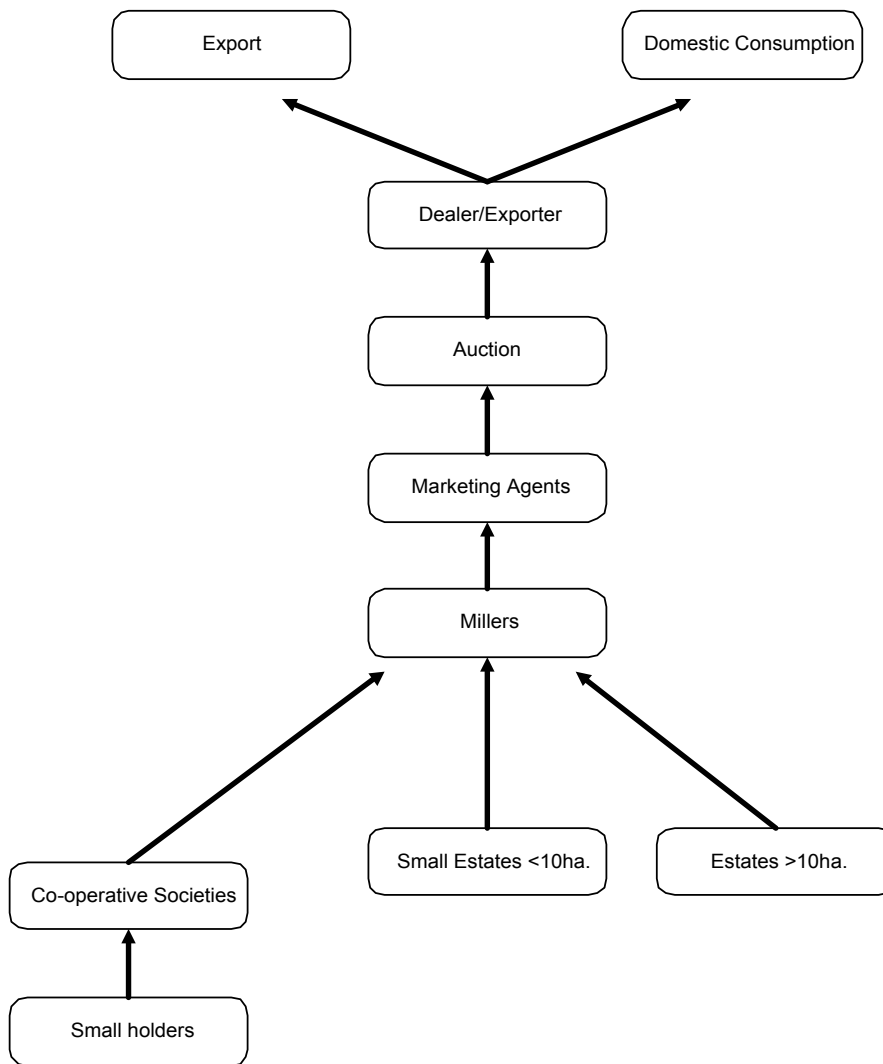 Export
Domestic Consumption
Dealer/Exporter
Auction
Marketing Agents
Millers
Small Estates <10ha.
Estates >10ha.
Co-operative Societies
Small holders